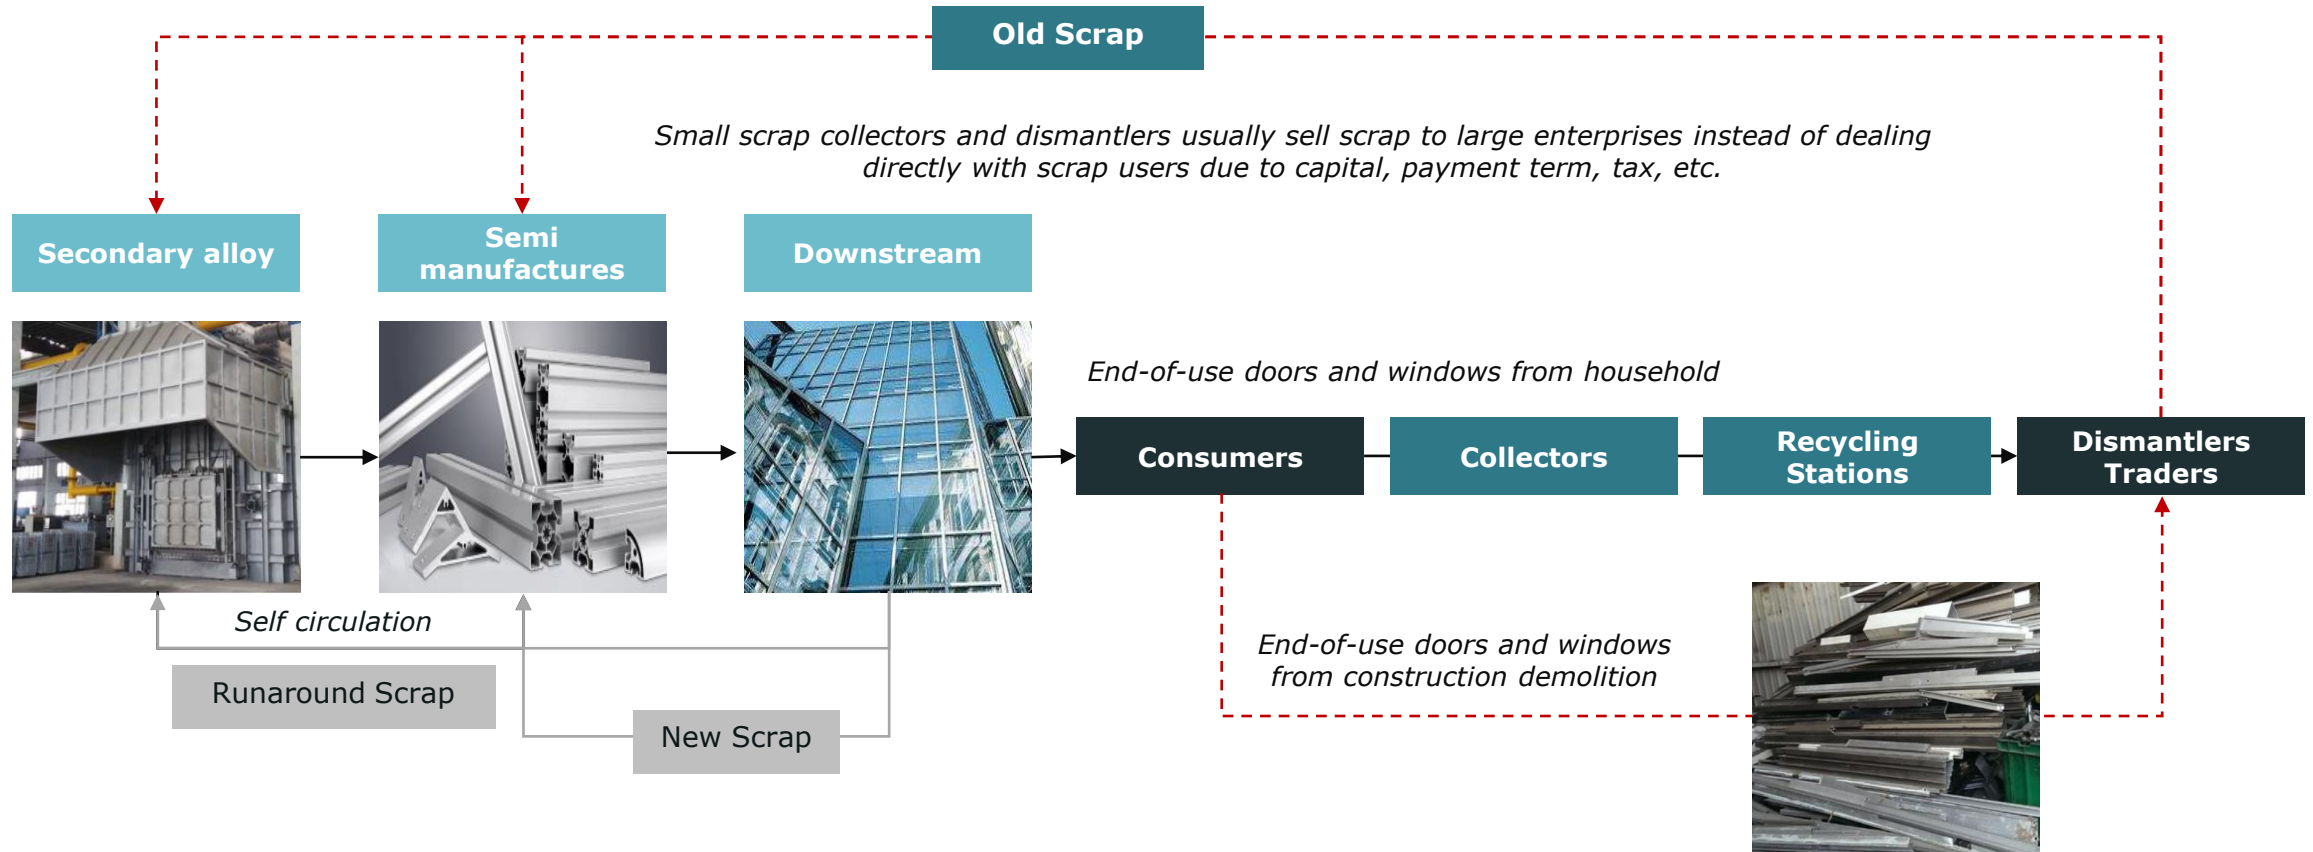 Old Scrap
Small scrap collectors and dismantlers usually sell scrap to large enterprises instead of dealing
directly with scrap users due to capital, payment term, tax, etc.
Secondary alloy
Semi
manufactures
Downstream
End-of-use doors and windows from household
Consumers
Collectors
Recycling
Stations
Dismantlers
Traders
Self circulation
Runaround Scrap
New Scrap
End-of-use doors and windows
from construction demolition